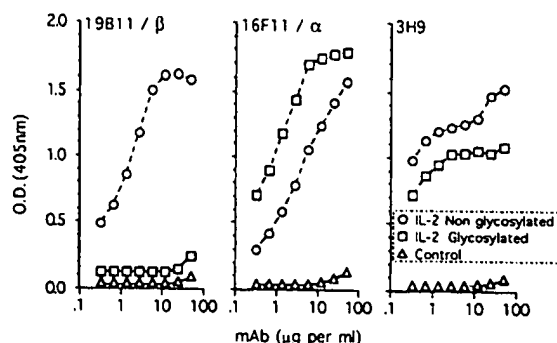 19B11 / β
16F11 / α
3H9
2.0
1.5
1.0
0.5
0.0
O.D. (405nm)
IL-2 Non glycosylated
IL-2 Glycosylated
Control
.1 1 10 100
.1 1 10 100
.1 1 10 100
mAb (µg per ml)